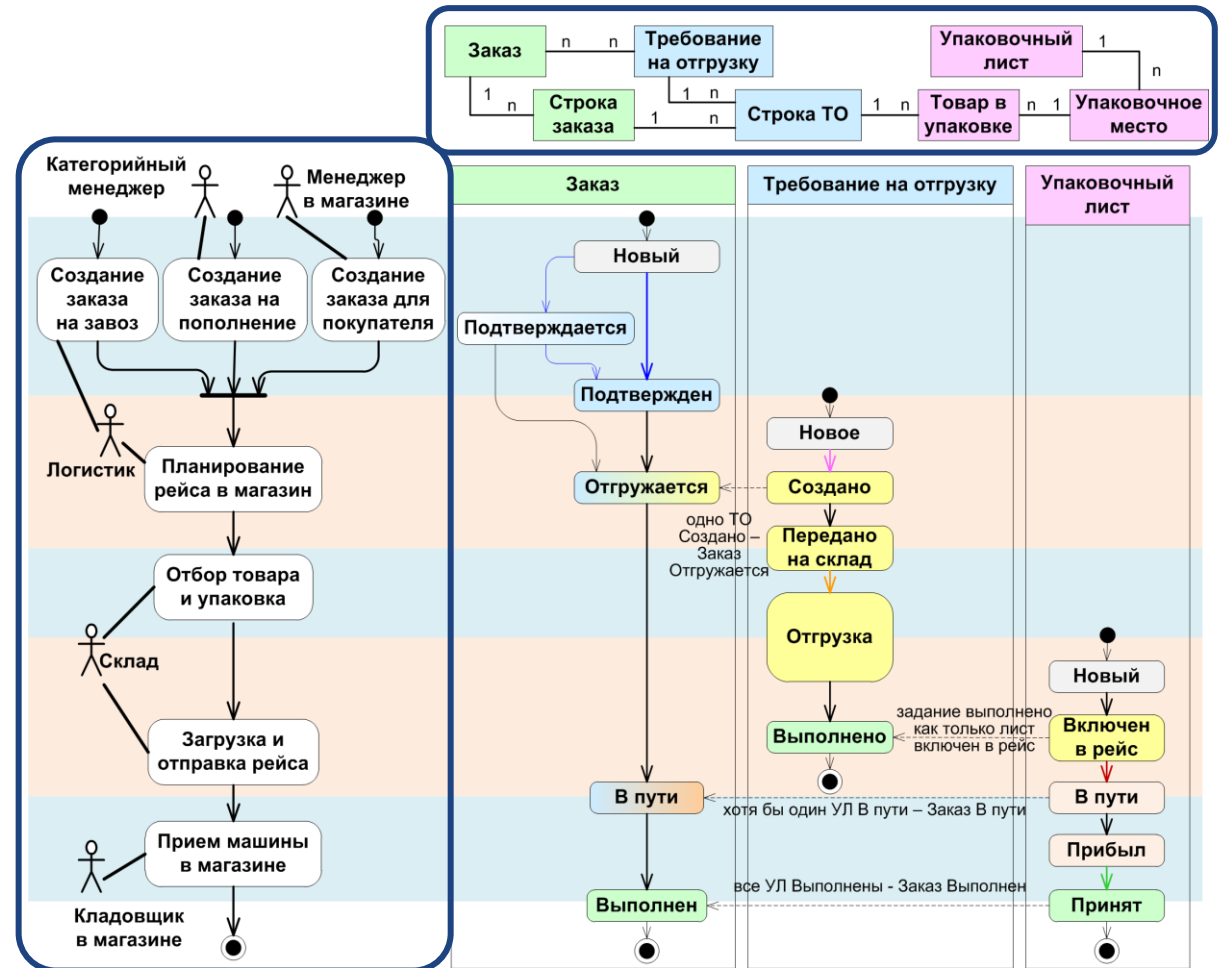 Заказ
n
n
Требование
на отгрузку
Упаковочный
лист
1
n
1
n
Строка
заказа
1
n
1
n
Строка ТО
1
n
Товар в
упаковке
n
1
Упаковочное
место
Категорийный
менеджер
Менеджер
в магазине
Создание
заказа
на завоз
Создание
заказа на
пополнение
Создание
заказа для
покупателя
Логистик
Планирование
рейса в магазин
Отбор товара
и упаковка
Склад
Загрузка и
отправка рейса
Прием машины
в магазине
Кладовщик
в магазине
Заказ
Новый
Подтверждается
Подтвержден
Отгружается
В пути
Выполнен
Требование на отгрузку
Новое
Создано
одно ТО
Создано –
Заказ
Отгружается
Передано
на склад
Отгрузка
Выполнено
Упаковочный
лист
Новый
задание выполнено
как только лист
включен в рейс
Включен
в рейс
В пути
хотя бы один УЛ В пути – Заказ В пути
Прибыл
все УЛ Выполнены - Заказ Выполнен
Принят